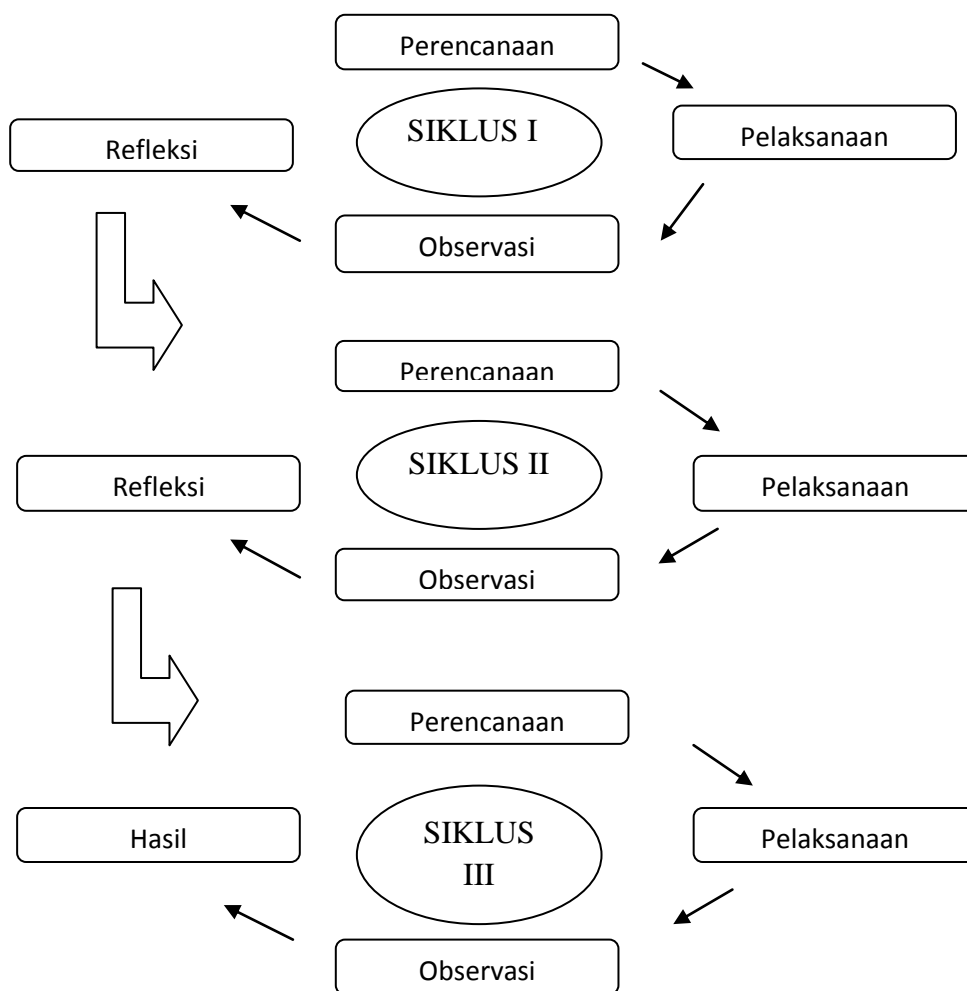 Perencanaan
SIKLUS I
Pelaksanaan
Refleksi
Observasi
Perencanaan
SIKLUS II
Refleksi
Pelaksanaan
Observasi
Perencanaan
SIKLUS
III
Hasil
Pelaksanaan
Observasi